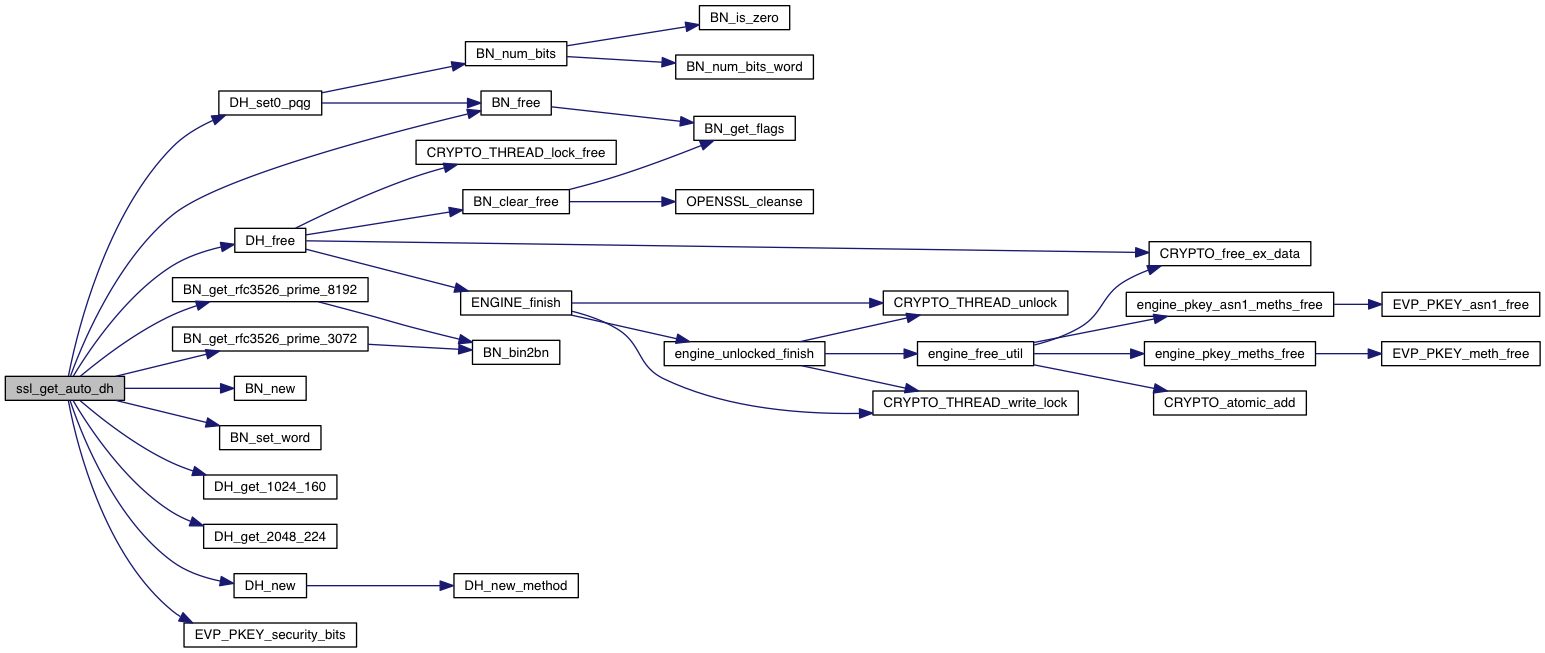 BN_is_zero
BN_num_bits
BN_num_bits_word
DH_set0_pqg
BN_free
BN_get_flags
CRYPTO_THREAD_lock_free
BN_clear_free
OPENSSL_cleanse
DH_free
CRYPTO_free_ex_data
BN_get_rfc3526_prime_8192
ENGINE_finish
CRYPTO_THREAD_unlock
engine_pkey_asn1_meths_free
EVP_PKEY_asn1_free
BN_get_rfc3526_prime_3072
BN_bin2bn
engine_unlocked_finish
engine_free_util
engine_pkey_meths_free
EVP_PKEY_meth_free
ssl_get_auto_dh
BN_new
CRYPTO_THREAD_write_lock
CRYPTO_atomic_add
BN_set_word
DH_get_1024_160
DH_get_2048_224
DH_new
DH_new_method
EVP_PKEY_security_bits